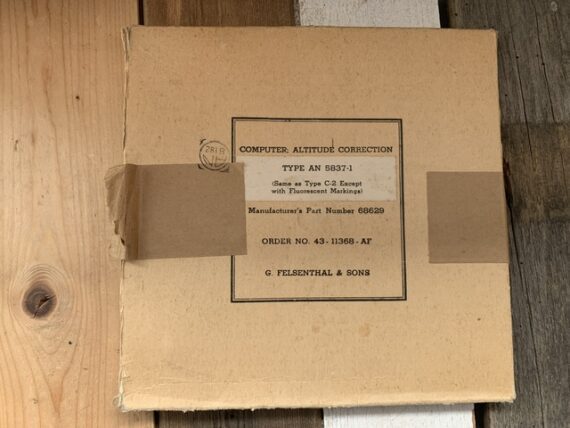 COMPUTER: ALTITUDE CORRECTION
TYPE AN 5837-1
(Same as Type C-2 Except
with Fluorescent Markings)
Manufacturer's Part Number 68629
ORDER NO. 43-11368-AF
G. FELSENTHAL & SONS